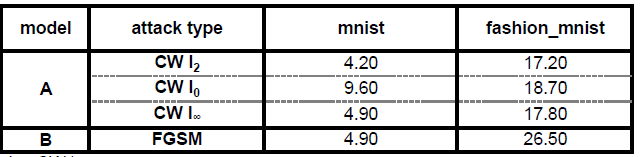 model attack type mnist fashion_mnist
CW l₂ 4.20 17.20
A CW l₀ 9.60 18.70
CW l∞ 4.90 17.80
B FGSM 4.90 26.50